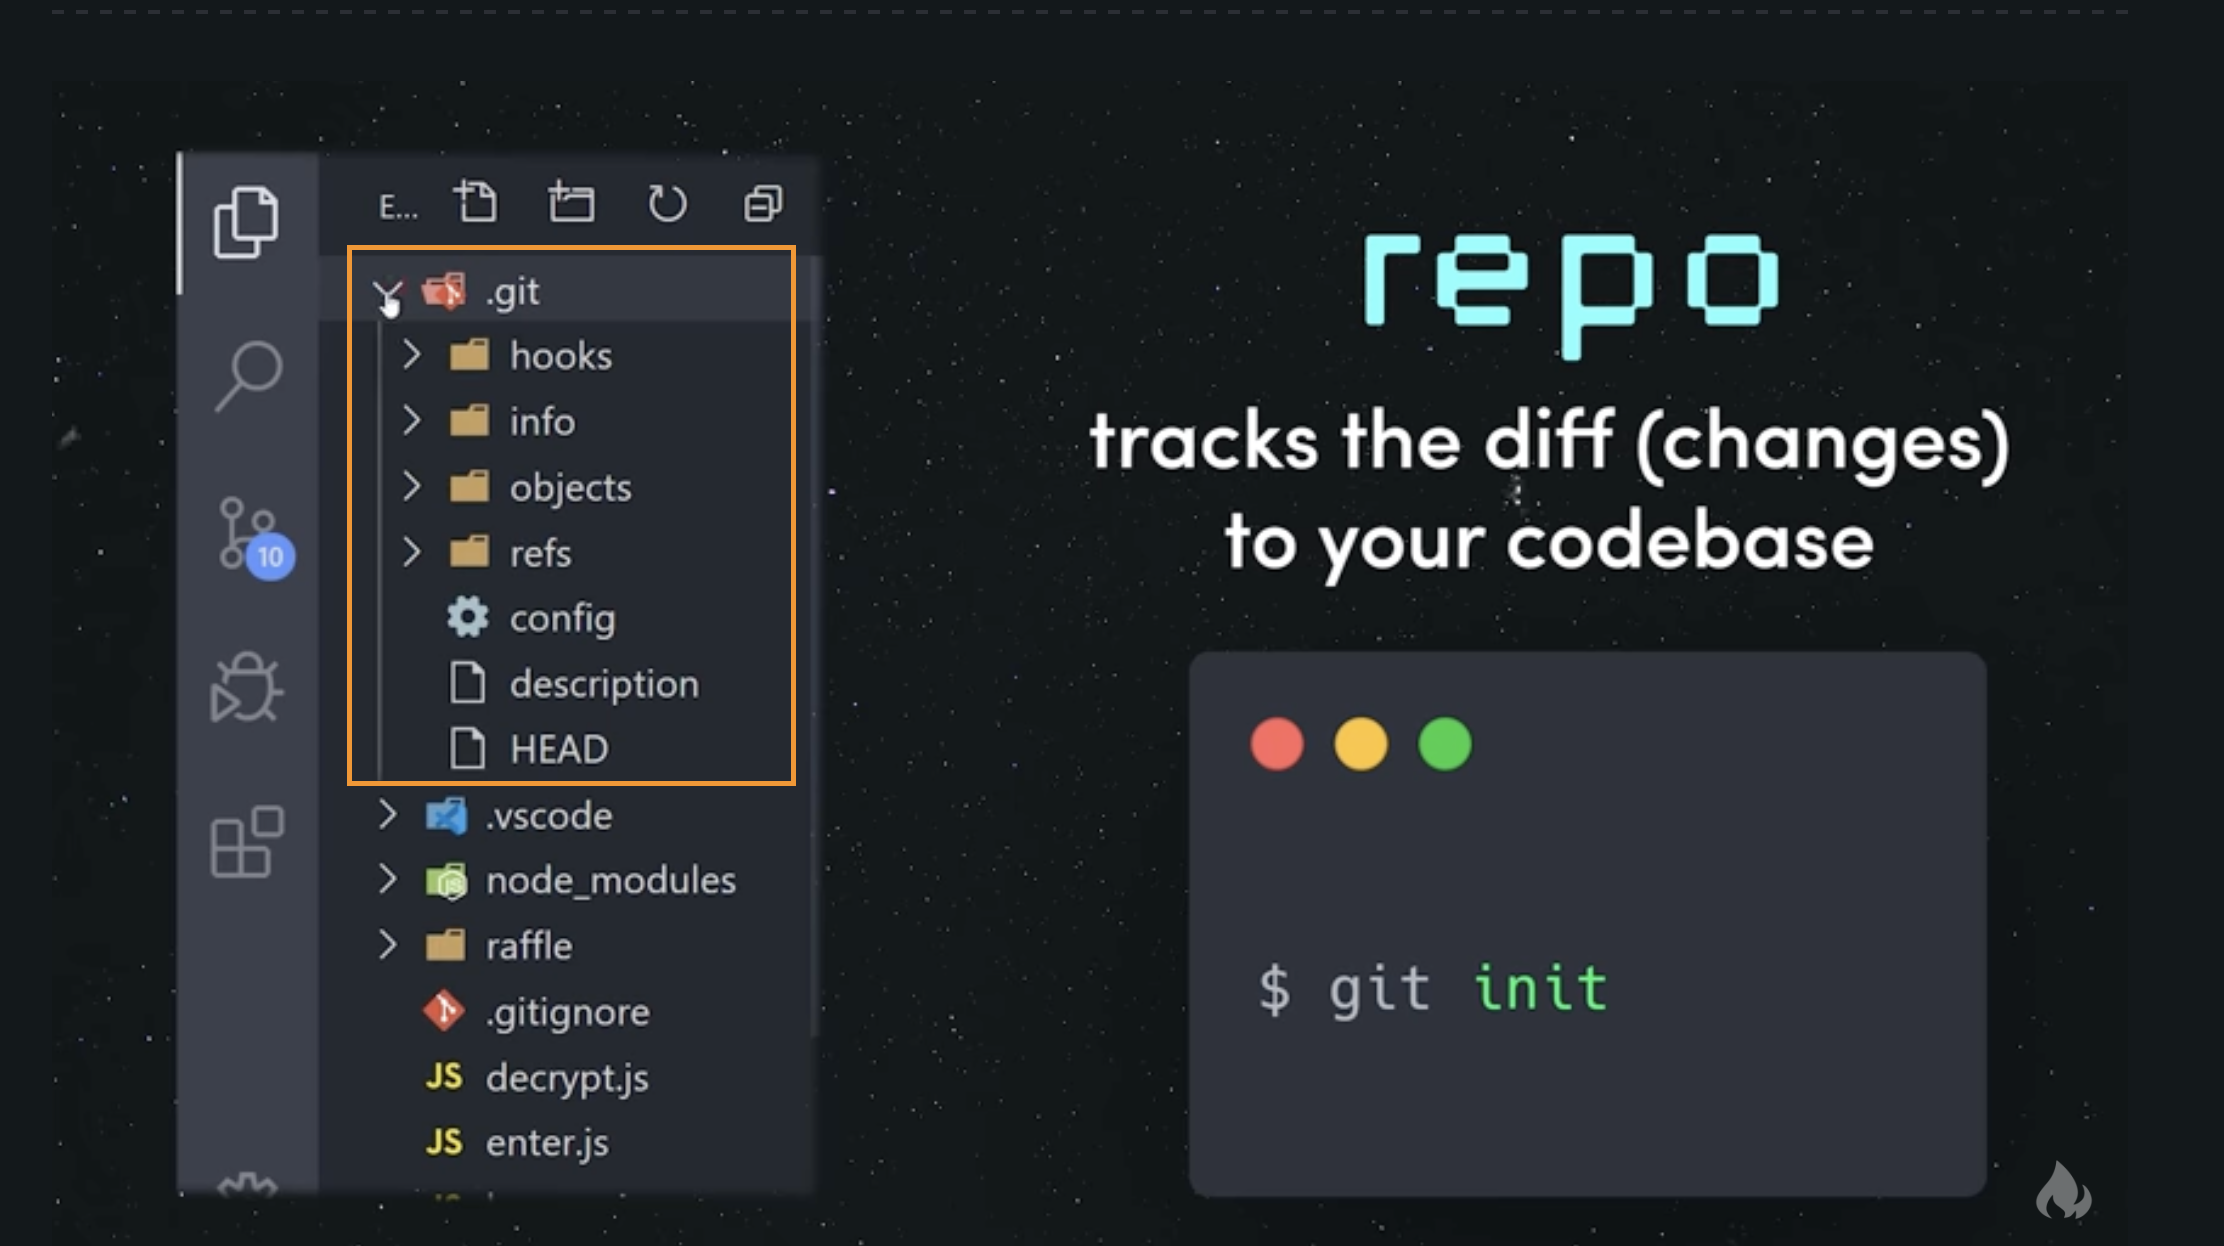 E...
.git
hooks
info
objects
refs
config
description
HEAD
.vscode
node_modules
raffle
.gitignore
JS decrypt.js
JS enter.js
10
repo
tracks the diff (changes)
to your codebase
$ git init